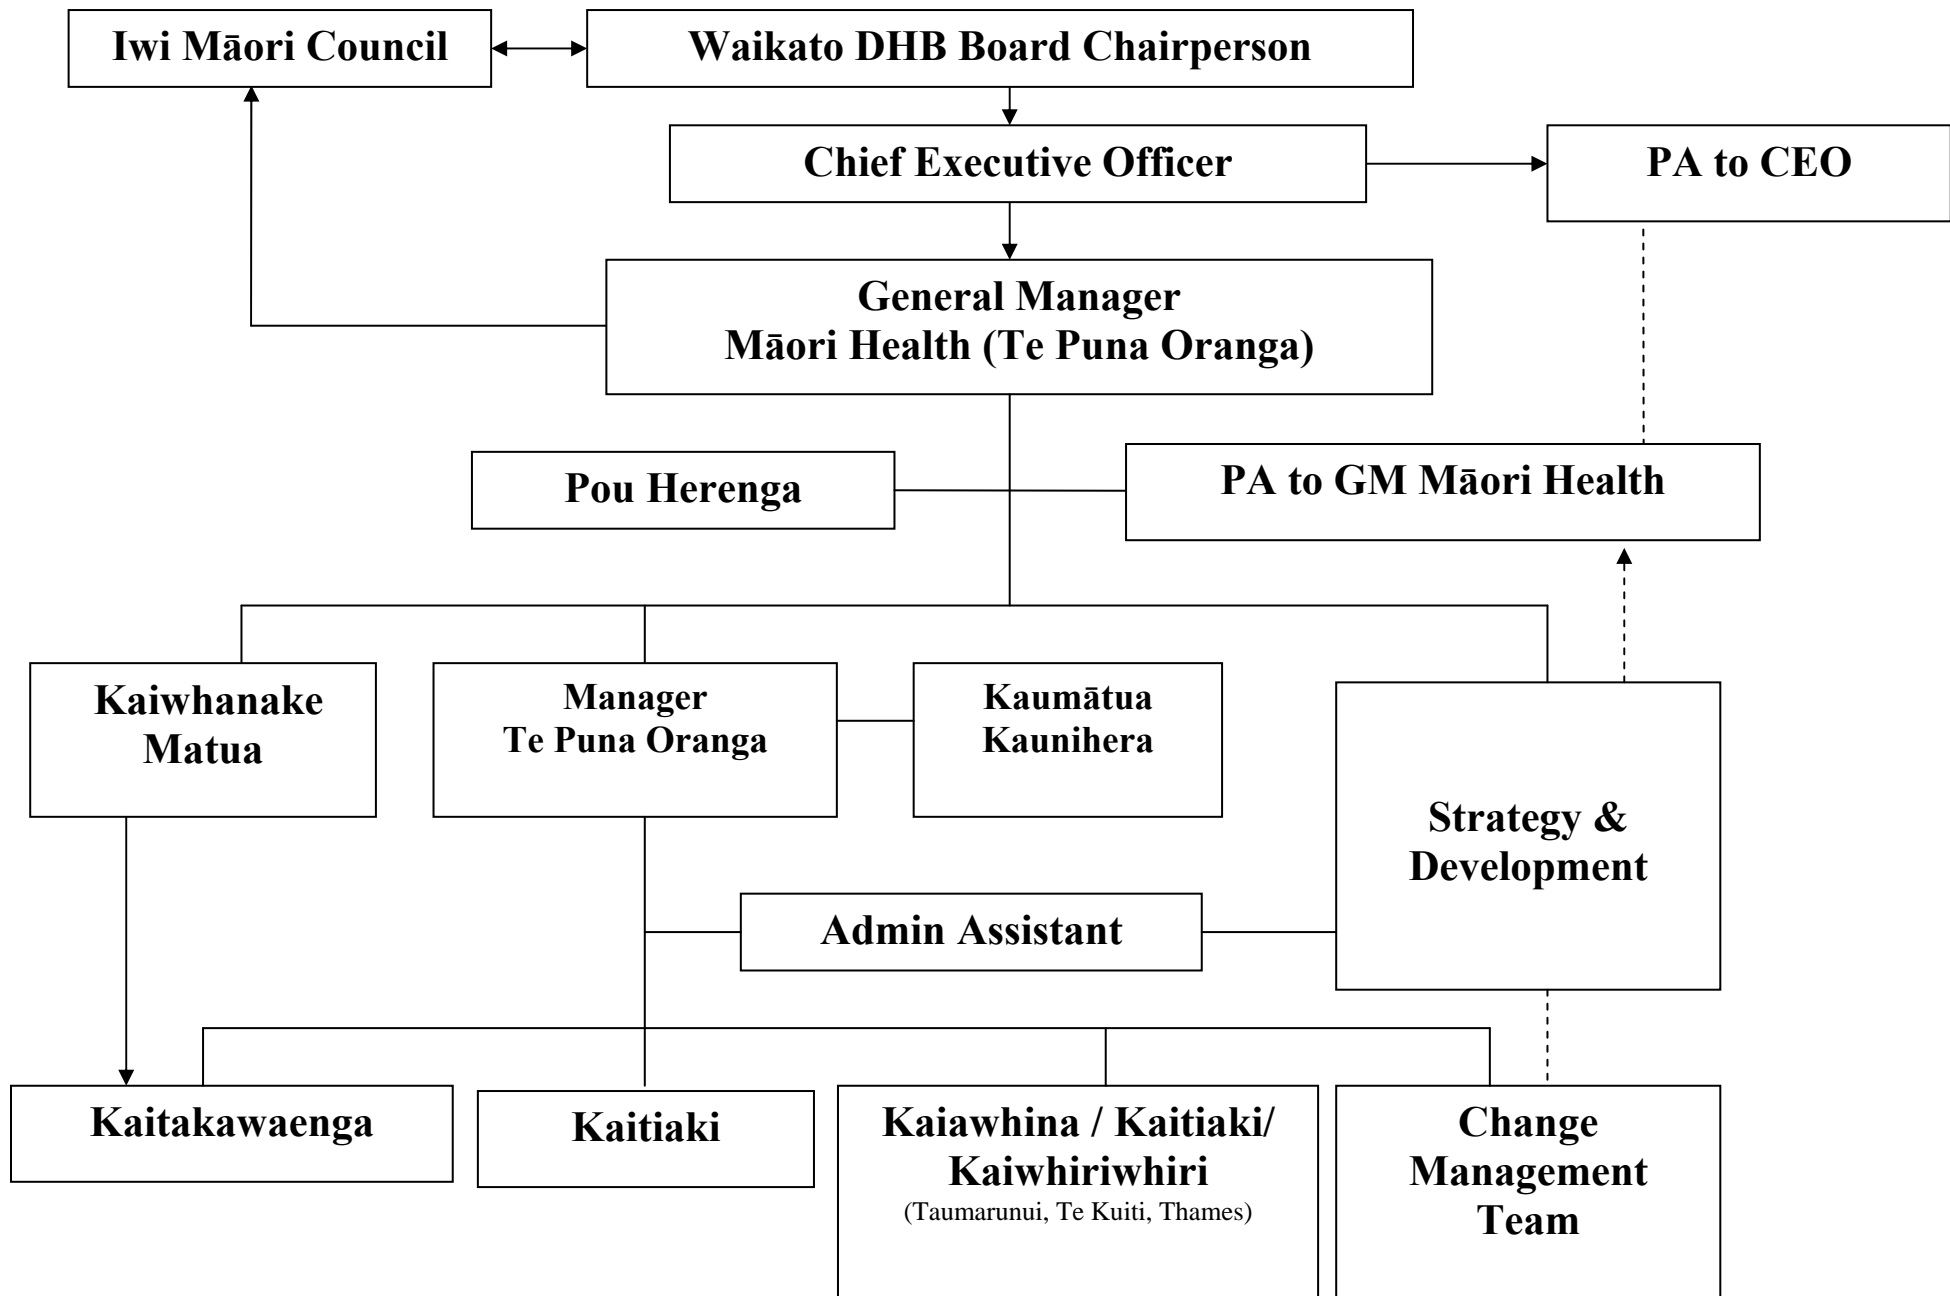 Iwi Māori Council
Waikato DHB Board Chairperson
Chief Executive Officer
PA to CEO
General Manager
Māori Health (Te Puna Oranga)
Pou Herenga
PA to GM Māori Health
Kaiwhanake
Matua
Manager
Te Puna Oranga
Kaumātua
Kaunihera
Strategy &
Development
Admin Assistant
Kaitakawaenga
Kaitiaki
Kaiawhina / Kaitiaki/
Kaiwhiriwhiri
(Taumarunui, Te Kuiti, Thames)
Change
Management
Team